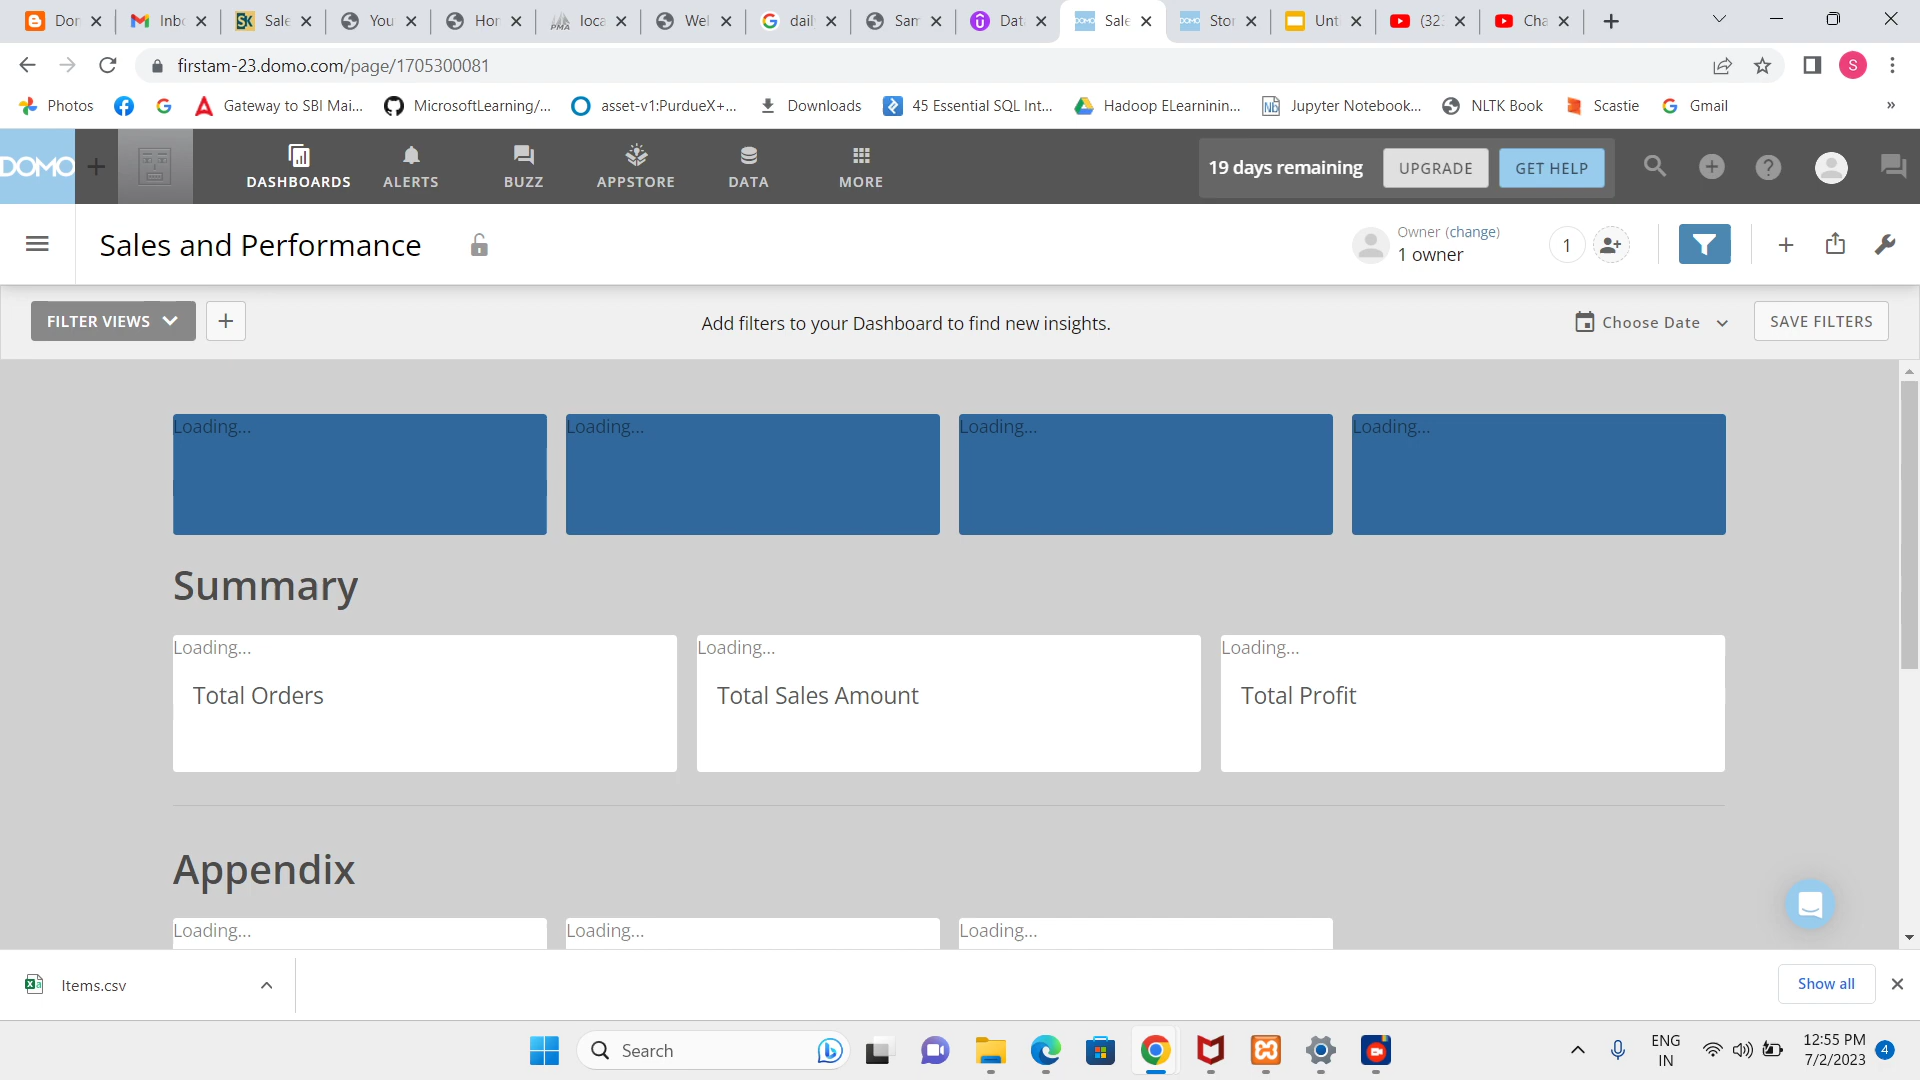 Dor
Inb
SK Sale
You
Hor
loca
Wel
dail
Sam
Dat
DOMO Sale
DOMO Stor
Unt
(32
Cha
firstam-23.domo.com/page/1705300081
S
Photos
Gateway to SBI Mai...
MicrosoftLearning/...
asset-v1:PurdueX+...
Downloads
45 Essential SQL Int...
Hadoop ELearninin...
Jupyter Notebook...
NLTK Book
Scastie
Gmail
»
DOMO
DASHBOARDS
ALERTS
BUZZ
APPSTORE
DATA
MORE
19 days remaining
UPGRADE
GET HELP
Sales and Performance
Owner (change)
1 owner
1
FILTER VIEWS
Add filters to your Dashboard to find new insights.
Choose Date
SAVE FILTERS
Loading...
Loading...
Loading...
Loading...
Summary
Loading...
Total Orders
Loading...
Total Sales Amount
Loading...
Total Profit
Appendix
Loading...
Loading...
Loading...
Items.csv
Show all
Search
ENG
IN
12:55 PM
7/2/2023
4